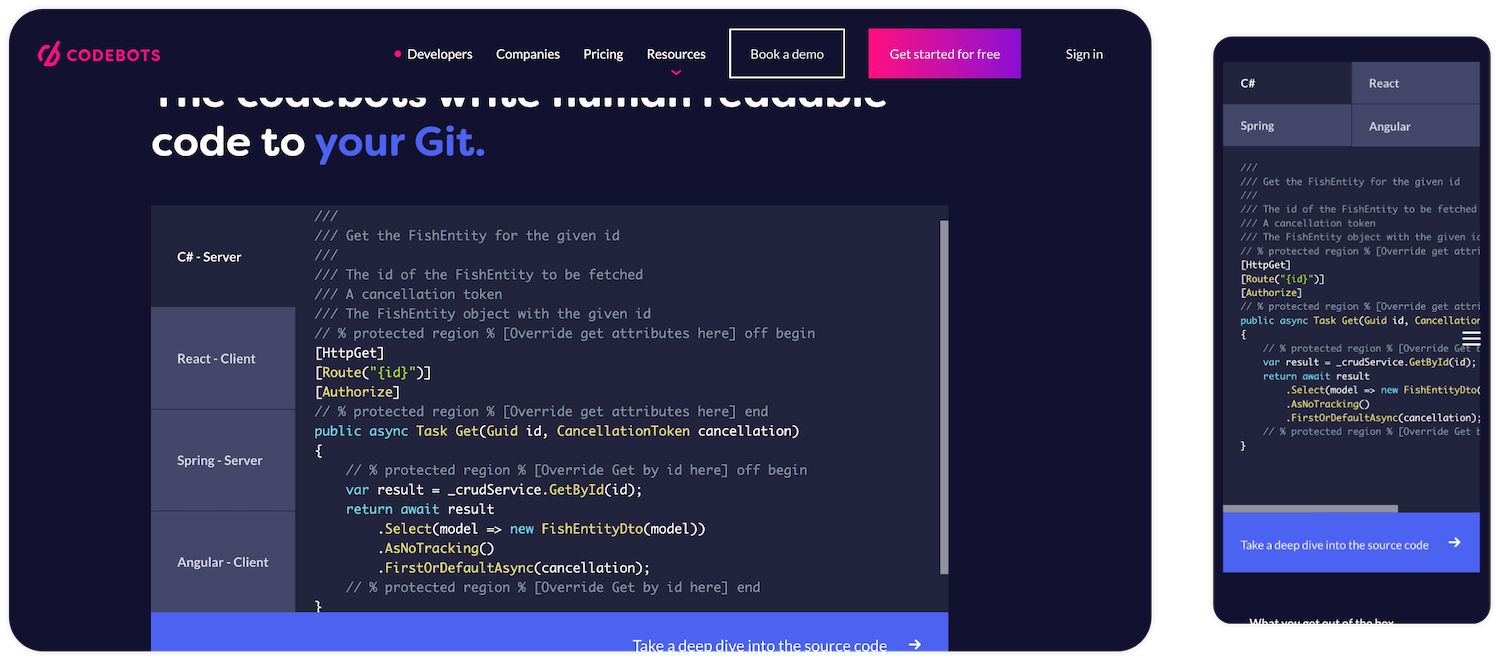 CODEBOTS
Developers
Companies
Pricing
Resources
Book a demo
Get started for free
Sign in
The codebots write human readable
code to your Git.
C# - Server
React - Client
Spring - Server
Angular - Client
///
/// Get the FishEntity for the given id
///
/// The id of the FishEntity to be fetched
/// A cancellation token
/// The FishEntity object with the given id
// % protected region % [Override get attributes here] off begin
[HttpGet]
[Route("{id}")]
[Authorize]
// % protected region % [Override get attributes here] end
public async Task Get(Guid id, CancellationToken cancellation)
{
    // % protected region % [Override Get by id here] off begin
    var result = _crudService.GetById(id);
    return await result
        .Select(model => new FishEntityDto(model))
        .AsNoTracking()
        .FirstOrDefaultAsync(cancellation);
    // % protected region % [Override Get by id here] end
}
Take a deep dive into the source code →
C#
React
Spring
Angular
///
/// Get the FishEntity for the given id
///
/// The id of the FishEntity to be fetched
/// A cancellation token
/// The FishEntity object with the given id
// % protected region % [Override get attri
[HttpGet]
[Route("{id}")]
[Authorize]
// % protected region % [Override get attri
public async Task Get(Guid id, Cancellation
{
    // % protected region % [Override Get b
    var result = _crudService.GetById(id);
    return await result
        .Select(model => new FishEntityDto(
        .AsNoTracking()
        .FirstOrDefaultAsync(cancellation);
    // % protected region % [Override Get b
}
Take a deep dive into the source code →
What you get out of the box